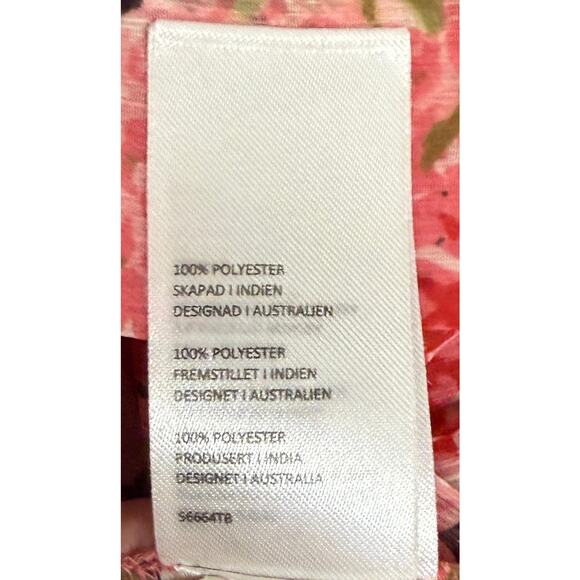 100% POLYESTER
SKAPAD I INDIEN
DESIGNAD I AUSTRALIEN
100% POLYESTER
FREMSTILLET I INDIEN
DESIGNET I AUSTRALIEN
100% POLYESTER
PRODUSERT I INDIA
DESIGNET I AUSTRALIA
S6664TB